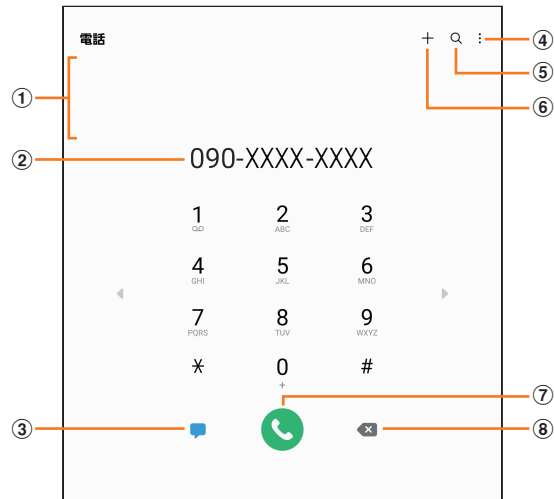 電話
④
⑤
⑥
①
②
090-XXXX-XXXX
1 2 3
ABC DEF
4 5 6
GHI JKL MNO
7 8 9
PQRS TUV WXYZ
* 0 #
+
⑦
③
⑧